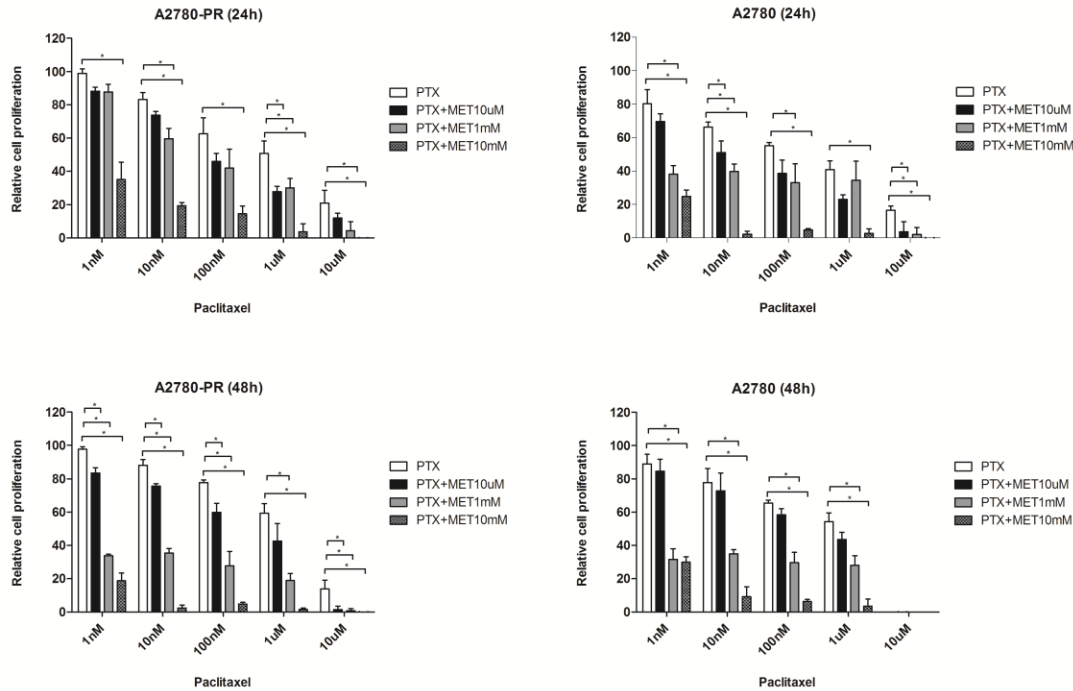 A2780-PR (24h)
Relative cell proliferation
120
100
80
60
40
20
0
* * * * * * * * * *
1nM 10nM 100nM 1uM 10uM
Paclitaxel
PTX
PTX+MET10uM
PTX+MET1mM
PTX+MET10mM
A2780 (24h)
Relative cell proliferation
120
100
80
60
40
20
0
* * * * * * * * * * *
1nM 10nM 100nM 1uM 10uM
Paclitaxel
PTX
PTX+MET10uM
PTX+MET1mM
PTX+MET10mM
A2780-PR (48h)
Relative cell proliferation
120
100
80
60
40
20
0
* * * * * * * * * * * * * *
1nM 10nM 100nM 1uM 10uM
Paclitaxel
PTX
PTX+MET10uM
PTX+MET1mM
PTX+MET10mM
A2780 (48h)
Relative cell proliferation
120
100
80
60
40
20
0
* * * * * * * *
1nM 10nM 100nM 1uM 10uM
Paclitaxel
PTX
PTX+MET10uM
PTX+MET1mM
PTX+MET10mM